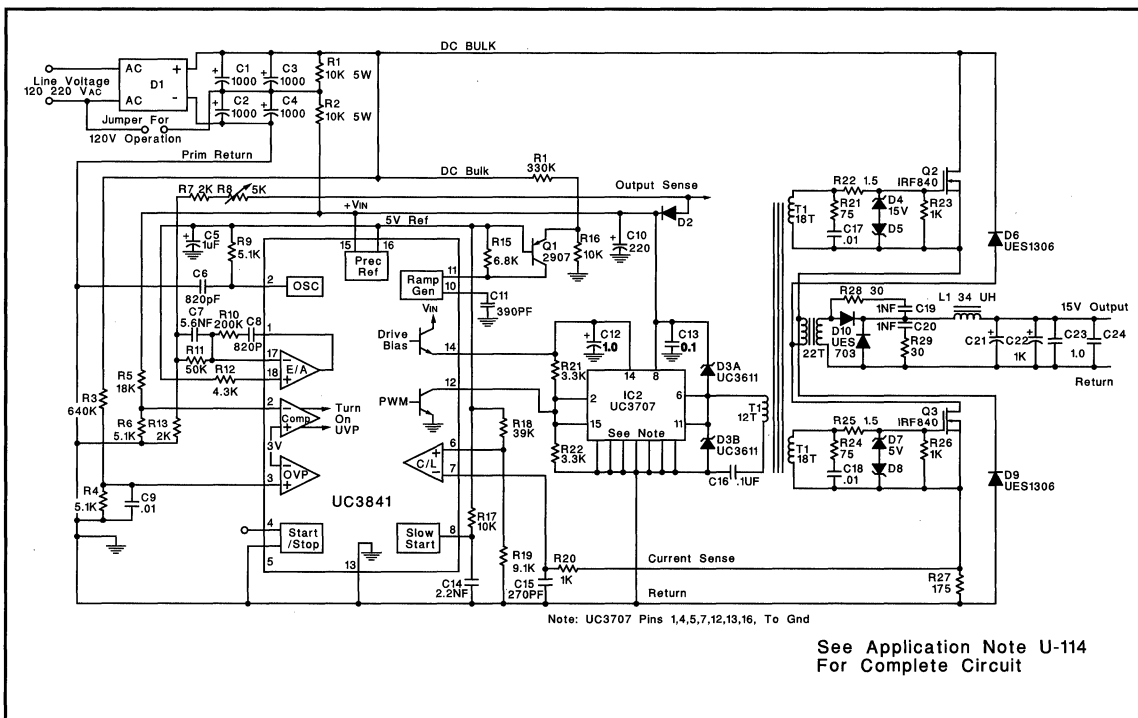 DC BULK
AC +
AC -
D1
Line Voltage
120 220 VAC
Jumper For
120V Operation
+ C1
1000
+ C3
1000
R1
10K 5W
+ C2
1000
+ C4
1000
R2
10K 5W
Prim Return
DC Bulk
R1
330K
R7 2K R8 5K
Output Sense
+VIN
5V Ref
D2
C5
1uF
R9
5.1K
15 16
Prec
Ref
R15
6.8K
Q1
2907
R16
10K
C10
220
C6
820pF
2
OSC
11
10
Ramp
Gen
C11
390PF
C7
5.6NF
R10
200K
C8
820P
1
VIN
Drive
Bias
14
R11
50K
17
18
E/A
R12
4.3K
R5
18K
R3
640K
R6
5.1K
R13
2K
2
Comp
Turn
On
UVP
PWM
12
3V
OVP
3
R4
5.1K
C9
.01
UC3841
C/L
6
7
4
Start
/Stop
5
13
Slow
Start
8
R17
10K
R18
39K
R19
9.1K
C14
2.2NF
C15
270PF
R20
1K
Current Sense
Return
C12
1.0
C13
0.1
R21
3.3K
R22
3.3K
14 8
2
15
IC2
UC3707
See Note
6
11
D3A
UC3611
D3B
UC3611
C16 .1UF
T1
12T
Note: UC3707 Pins 1,4,5,7,12,13,16, To Gnd
T1
18T
R22 1.5
R21
75
C17
.01
D4
15V
D5
Q2
IRF840
R23
1K
D6
UES1306
R28 30
1NF C19
1NF C20
R29
30
D10
UES
703
22T
L1 34 UH
15V Output
C21
C22
1K
C23
1.0
C24
Return
T1
18T
R25 1.5
R24
75
C18
.01
D7
5V
D8
Q3
IRF840
R26
1K
D9
UES1306
R27
175
See Application Note U-114
For Complete Circuit